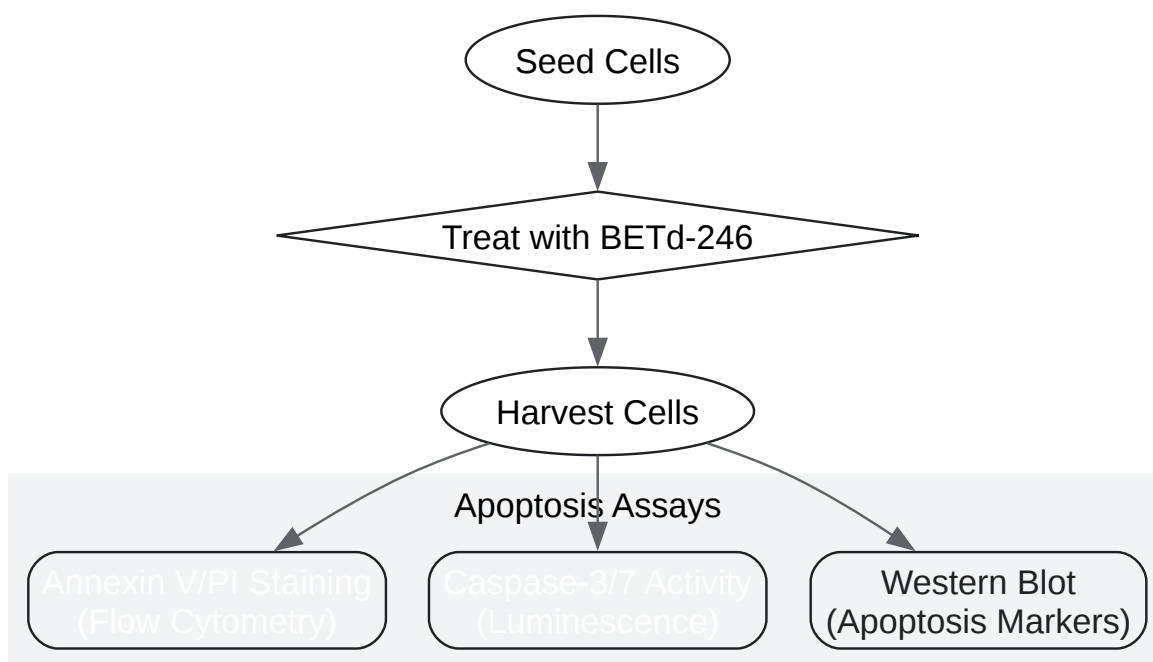 Seed Cells
Treat with BETd-246
Harvest Cells
Apoptosis Assays
Annexin V/PI Staining
(Flow Cytometry)
Caspase-3/7 Activity
(Luminescence)
Western Blot
(Apoptosis Markers)